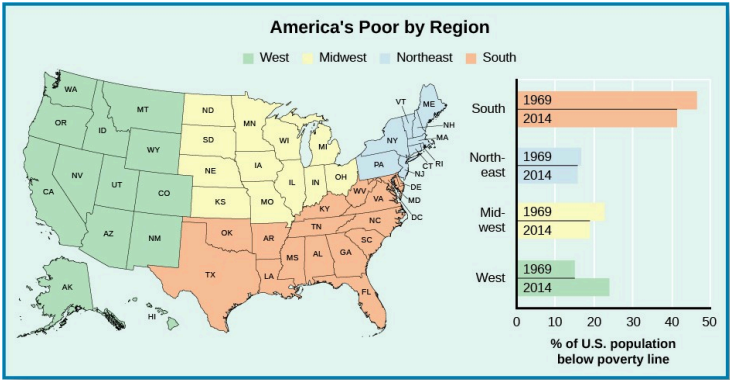 America's Poor by Region
West Midwest Northeast South
WA
OR
ID
MT
WY
NV
CA
UT
CO
AZ
NM
AK
HI
ND
SD
NE
KS
MN
IA
MO
WI
IL
MI
IN
OH
OK
TX
AR
LA
MS
AL
TN
KY
GA
FL
SC
NC
VA
WV
PA
NY
VT
ME
NH
MA
RI
CT
NJ
DE
MD
DC
South
1969
2014
North-
east
1969
2014
Mid-
west
1969
2014
West
1969
2014
0 10 20 30 40 50
% of U.S. population
below poverty line